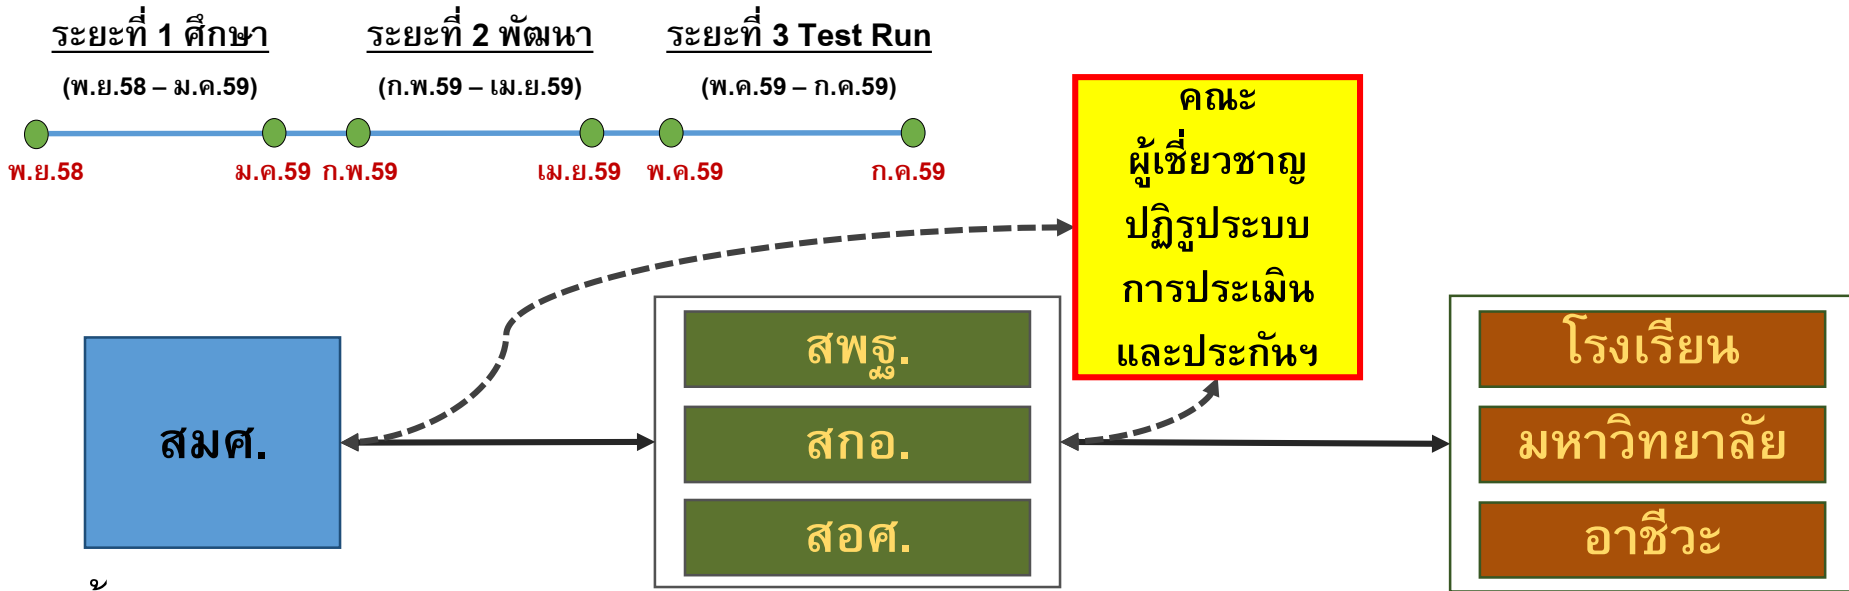 ระยะที่ 1 ศึกษา ระยะที่ 2 พัฒนา ระยะที่ 3 Test Run
(พ.ย.58 – ม.ค.59) (ก.พ.59 – เม.ย.59) (พ.ค.59 – ก.ค.59)
พ.ย.58 ม.ค.59 ก.พ.59 เม.ย.59 พ.ค.59 ก.ค.59
คณะ
ผู้เชี่ยวชาญ
ปฏิรูประบบ
การประเมิน
และประกันฯ
สมศ.
สพฐ.
สกอ.
สอศ.
โรงเรียน
มหาวิทยาลัย
อาชีวะ